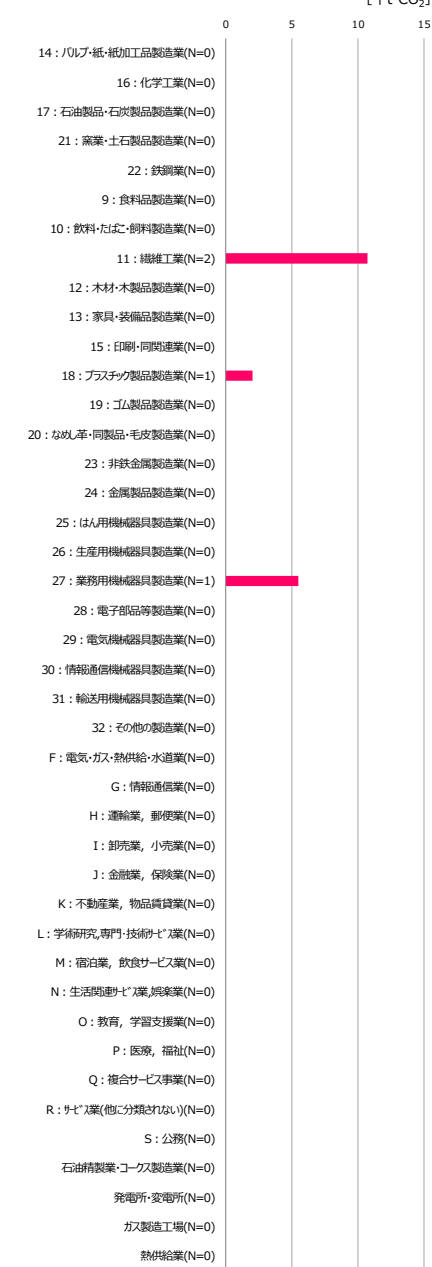 [千t-CO2]
0 5 10 15
14：パルプ・紙・紙加工品製造業(N=0)
16：化学工業(N=0)
17：石油製品・石炭製品製造業(N=0)
21：窯業・土石製品製造業(N=0)
22：鉄鋼業(N=0)
9：食料品製造業(N=0)
10：飲料・たばこ・飼料製造業(N=0)
11：繊維工業(N=2)
12：木材・木製品製造業(N=0)
13：家具・装備品製造業(N=0)
15：印刷・同関連業(N=0)
18：プラスチック製品製造業(N=1)
19：ゴム製品製造業(N=0)
20：なめし革・同製品・毛皮製造業(N=0)
23：非鉄金属製造業(N=0)
24：金属製品製造業(N=0)
25：はん用機械器具製造業(N=0)
26：生産用機械器具製造業(N=0)
27：業務用機械器具製造業(N=1)
28：電子部品等製造業(N=0)
29：電気機械器具製造業(N=0)
30：情報通信機械器具製造業(N=0)
31：輸送用機械器具製造業(N=0)
32：その他の製造業(N=0)
F：電気・ガス・熱供給・水道業(N=0)
G：情報通信業(N=0)
H：運輸業，郵便業(N=0)
I：卸売業，小売業(N=0)
J：金融業，保険業(N=0)
K：不動産業，物品賃貸業(N=0)
L：学術研究,専門・技術ｻｰﾋﾞｽ業(N=0)
M：宿泊業，飲食サービス業(N=0)
N：生活関連ｻｰﾋﾞｽ業,娯楽業(N=0)
O：教育，学習支援業(N=0)
P：医療，福祉(N=0)
Q：複合サービス事業(N=0)
R：ｻｰﾋﾞｽ業(他に分類されない)(N=0)
S：公務(N=0)
石油精製業・コークス製造業(N=0)
発電所・変電所(N=0)
ガス製造工場(N=0)
熱供給業(N=0)